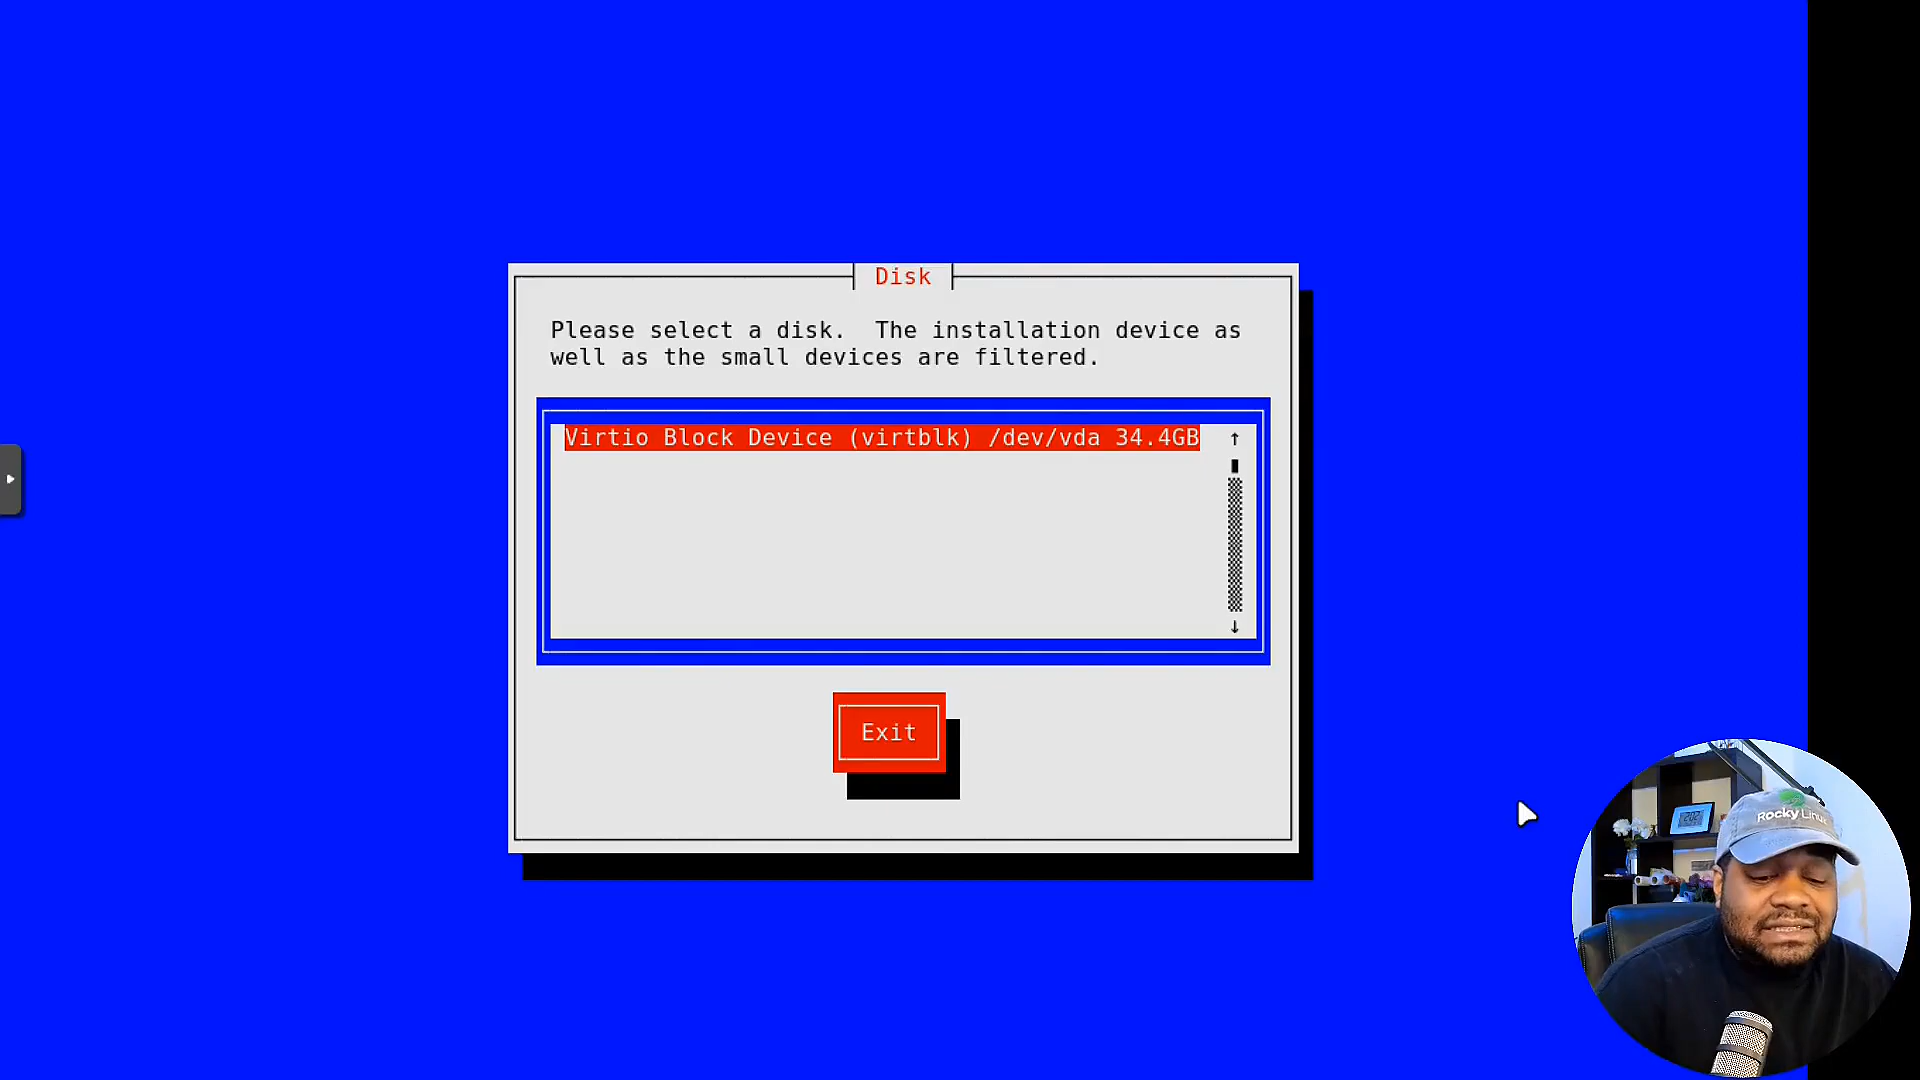 Disk
Please select a disk.  The installation device as
well as the small devices are filtered.
Virtio Block Device (virtblk) /dev/vda 34.4GB ↑
↓
Exit
Rocky Linux